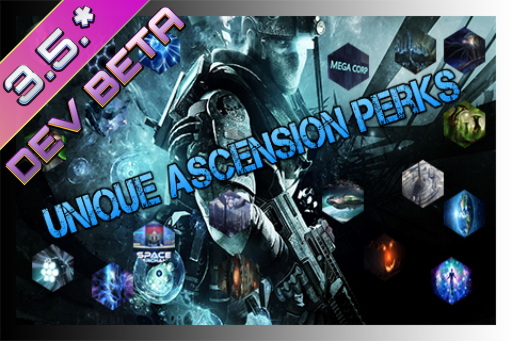 3.5.*
DEV BETA
MEGA CORP
UNIQUE ASCENSION PERKS
SPACE